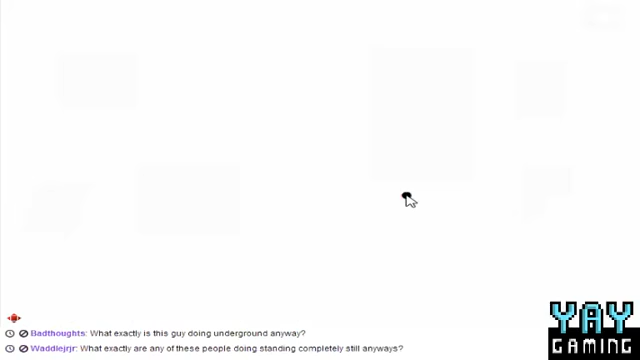 Badthoughts: What exactly is this guy doing underground anyway?
Waddlejrjr: What exactly are any of these people doing standing completely still anyways?
YAY
GAMING